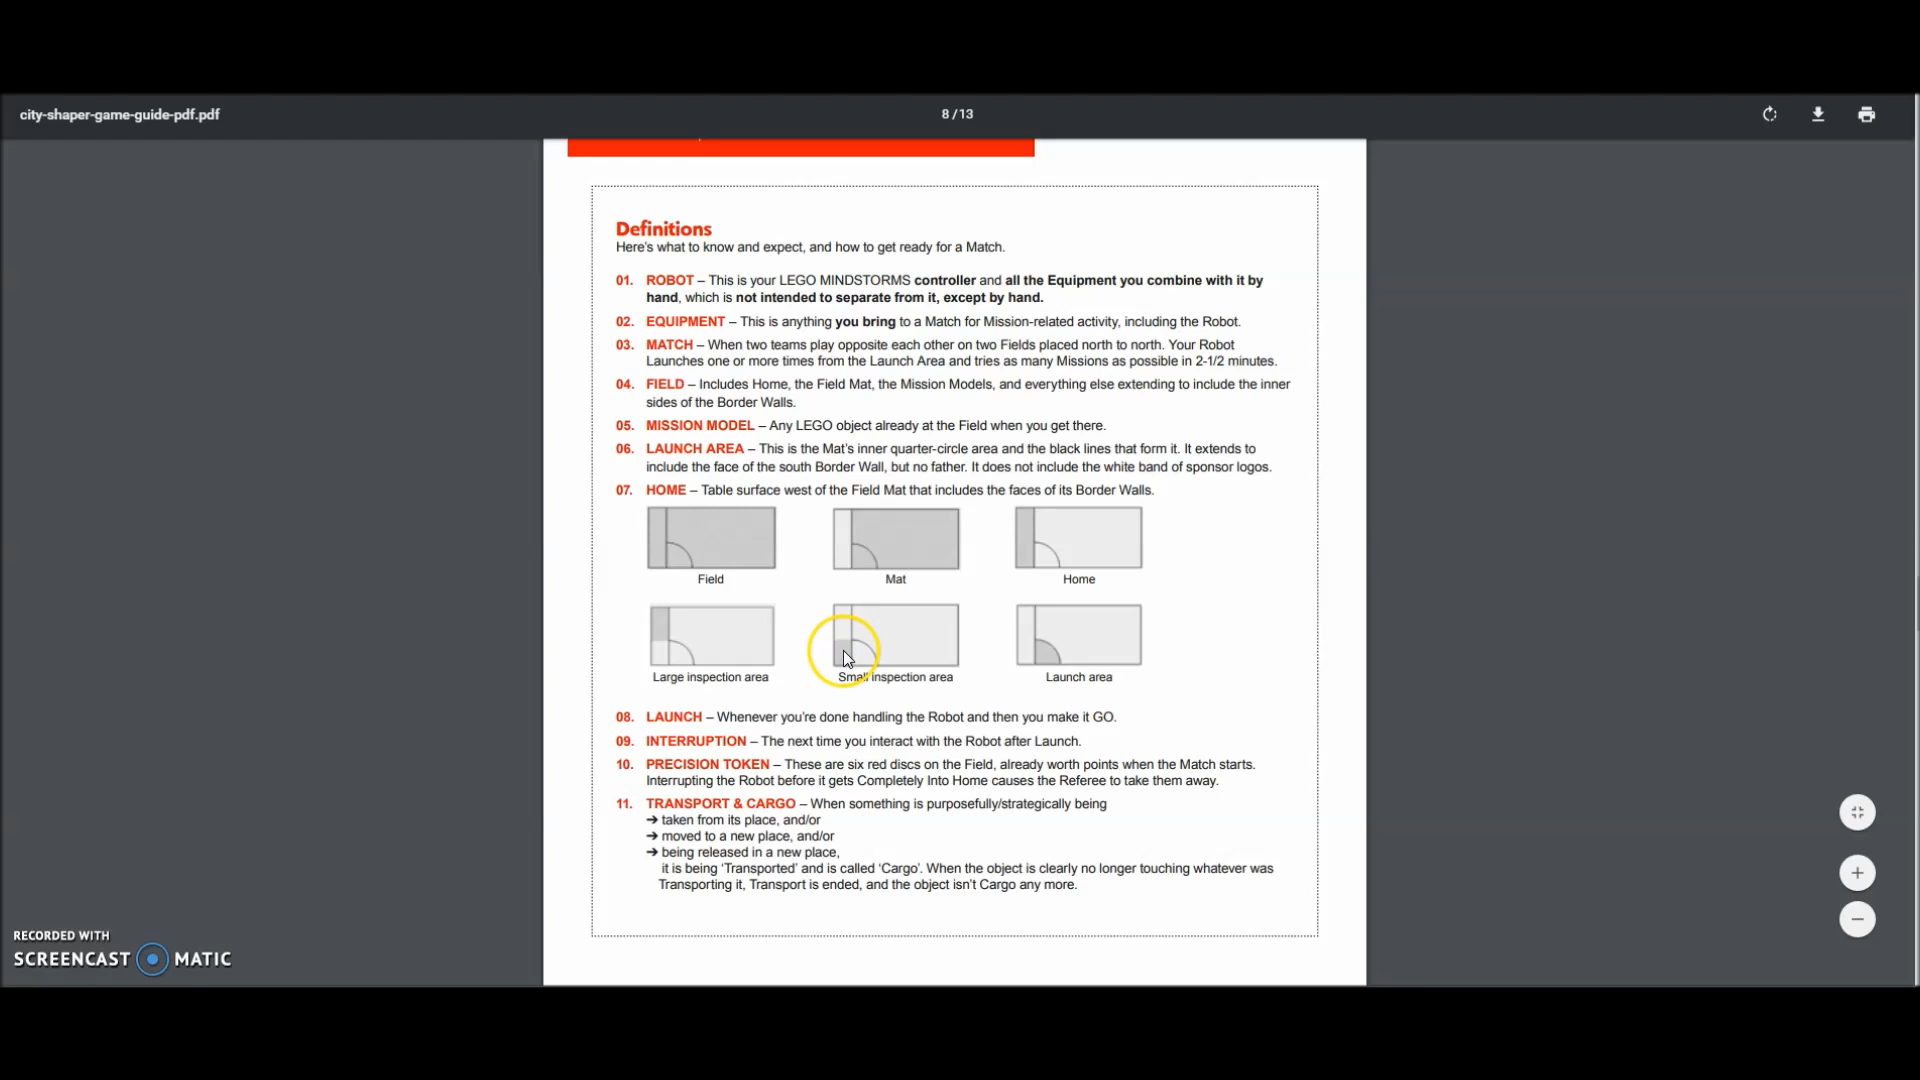 city-shaper-game-guide-pdf.pdf
8 / 13
Definitions
Here's what to know and expect, and how to get ready for a Match.
01. ROBOT – This is your LEGO MINDSTORMS controller and all the Equipment you combine with it by
hand, which is not intended to separate from it, except by hand.
02. EQUIPMENT – This is anything you bring to a Match for Mission-related activity, including the Robot.
03. MATCH – When two teams play opposite each other on two Fields placed north to north. Your Robot
Launches one or more times from the Launch Area and tries as many Missions as possible in 2-1/2 minutes.
04. FIELD – Includes Home, the Field Mat, the Mission Models, and everything else extending to include the inner
sides of the Border Walls.
05. MISSION MODEL – Any LEGO object already at the Field when you get there.
06. LAUNCH AREA – This is the Mat's inner quarter-circle area and the black lines that form it. It extends to
include the face of the south Border Wall, but no father. It does not include the white band of sponsor logos.
07. HOME – Table surface west of the Field Mat that includes the faces of its Border Walls.
Field Mat Home
Large inspection area Small inspection area Launch area
08. LAUNCH – Whenever you're done handling the Robot and then you make it GO.
09. INTERRUPTION – The next time you interact with the Robot after Launch.
10. PRECISION TOKEN – These are six red discs on the Field, already worth points when the Match starts.
Interrupting the Robot before it gets Completely Into Home causes the Referee to take them away.
11. TRANSPORT & CARGO – When something is purposefully/strategically being
➔ taken from its place, and/or
➔ moved to a new place, and/or
➔ being released in a new place,
it is being 'Transported' and is called 'Cargo'. When the object is clearly no longer touching whatever was
Transporting it, Transport is ended, and the object isn't Cargo any more.
RECORDED WITH
SCREENCAST MATIC